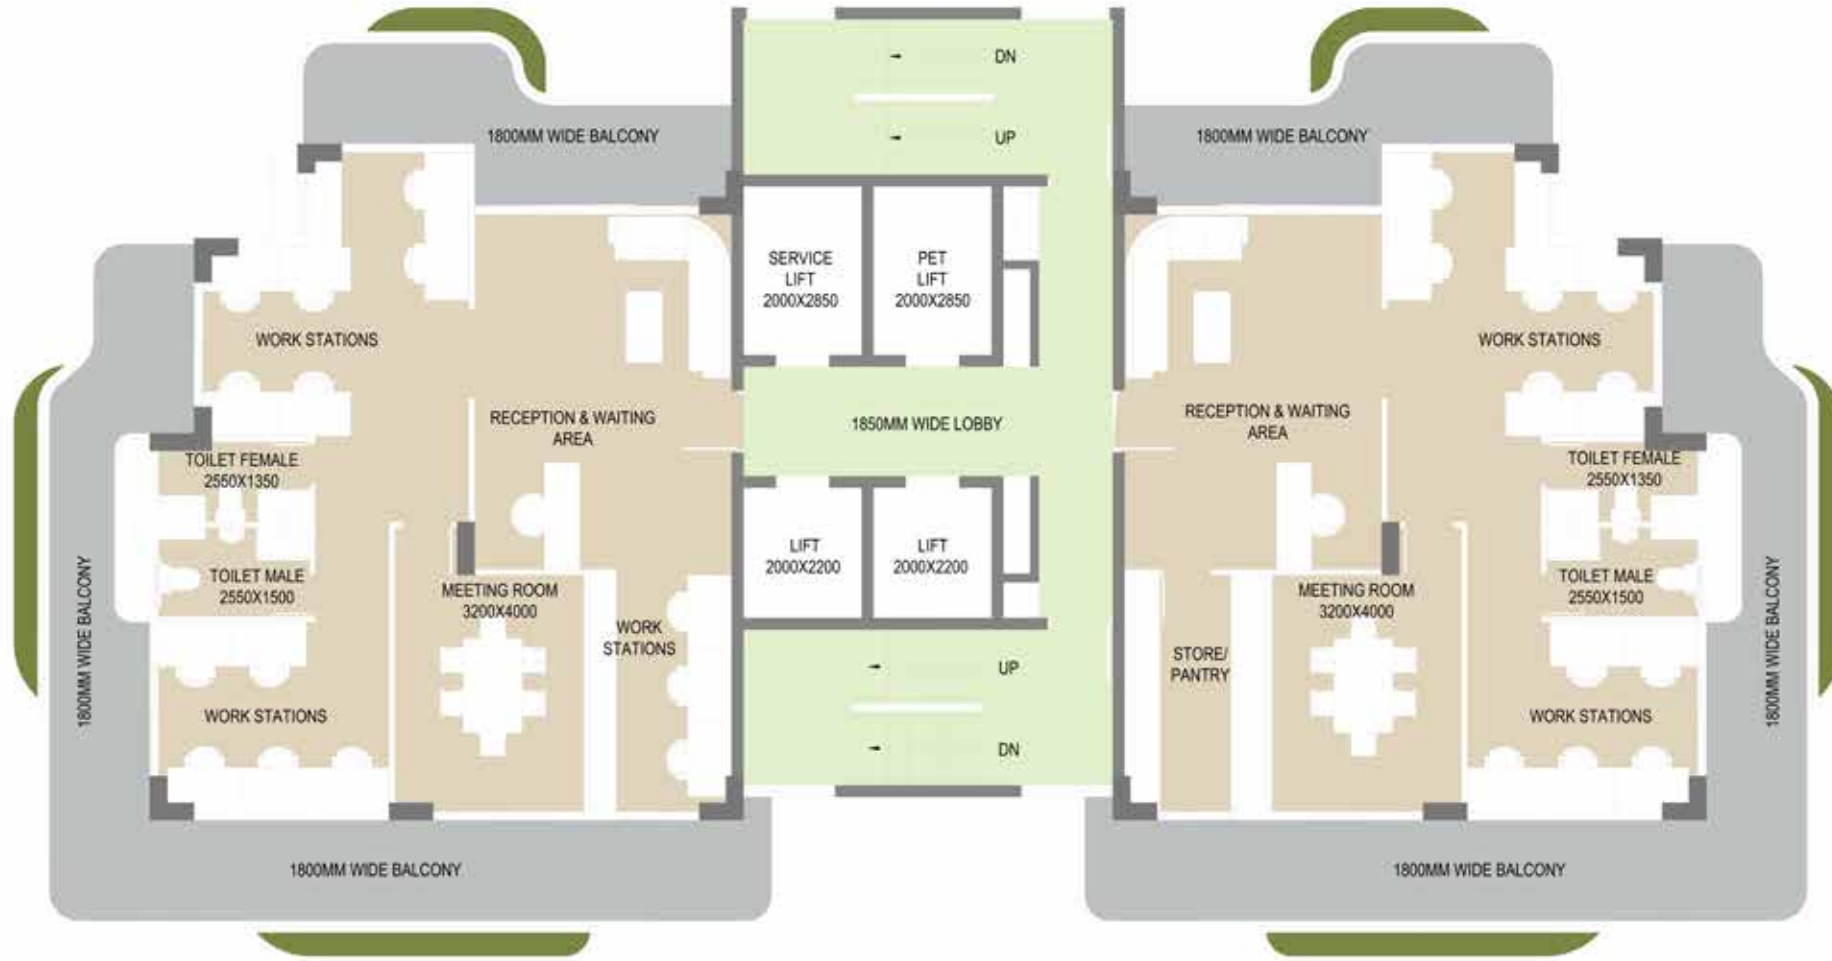 DN
1800MM WIDE BALCONY
1800MM WIDE BALCONY
UP
SERVICE
LIFT
2000X2850
PET
LIFT
2000X2850
WORK STATIONS
WORK STATIONS
RECEPTION & WAITING
AREA
1850MM WIDE LOBBY
RECEPTION & WAITING
AREA
TOILET FEMALE
2550X1350
TOILET FEMALE
2550X1350
LIFT
2000X2200
LIFT
2000X2200
TOILET MALE
2550X1500
MEETING ROOM
3200X4000
MEETING ROOM
3200X4000
TOILET MALE
2550X1500
1800MM WIDE BALCONY
WORK
STATIONS
STORE/
PANTRY
1800MM WIDE BALCONY
UP
WORK STATIONS
WORK STATIONS
DN
1800MM WIDE BALCONY
1800MM WIDE BALCONY